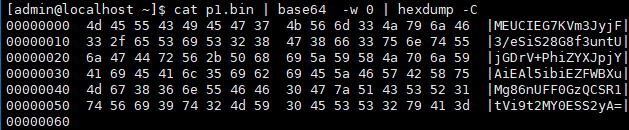 [admin@localhost ~]$ cat p1.bin | base64 -w 0 | hexdump -C
00000000 4d 45 55 43 49 45 47 37 4b 56 6d 33 4a 79 6a 46 |MEUCIEG7KVm3JyjF
00000010 33 2f 65 53 69 53 32 38 47 38 66 33 75 6e 74 55 |3/eSiS28G8f3untU
00000020 6a 47 44 72 56 2b 50 68 69 5a 59 58 4a 70 6a 59 |jGDrV+PhiZYXJpjY
00000030 41 69 45 41 6c 35 69 62 69 45 5a 46 57 42 58 75 |AiEAl5ibiEZFWBXu
00000040 4d 67 38 36 6e 55 46 46 30 47 7a 51 43 53 52 31 |Mg86nUFF0GzQCSR1
00000050 74 56 69 39 74 32 4d 59 30 45 53 53 32 79 41 3d |tVi9t2MY0ESS2yA=
00000060